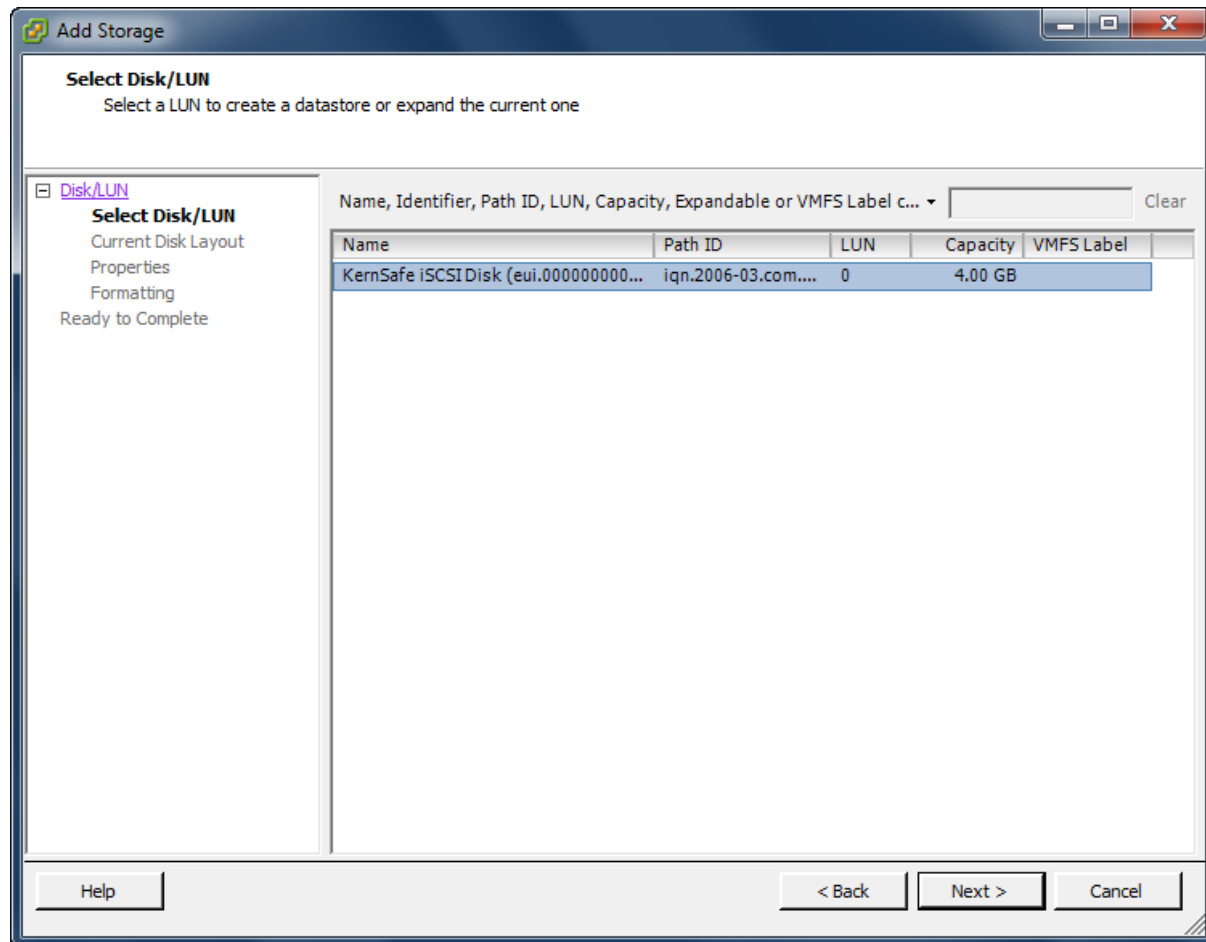 Add Storage
Select Disk/LUN
Select a LUN to create a datastore or expand the current one
Disk/LUN
Select Disk/LUN
Current Disk Layout
Properties
Formatting
Ready to Complete
Name, Identifier, Path ID, LUN, Capacity, Expandable or VMFS Label c... Clear
Name Path ID LUN Capacity VMFS Label
KernSafe iSCSI Disk (eui.000000000... iqn.2006-03.com.... 0 4.00 GB
Help < Back Next > Cancel